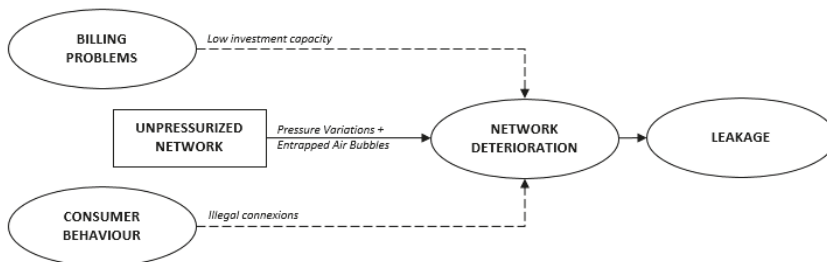 BILLING
PROBLEMS
Low investment capacity
UNPRESSURIZED
NETWORK
Pressure Variations +
Entrapped Air Bubbles
NETWORK
DETERIORATION
LEAKAGE
CONSUMER
BEHAVIOUR
Illegal connexions